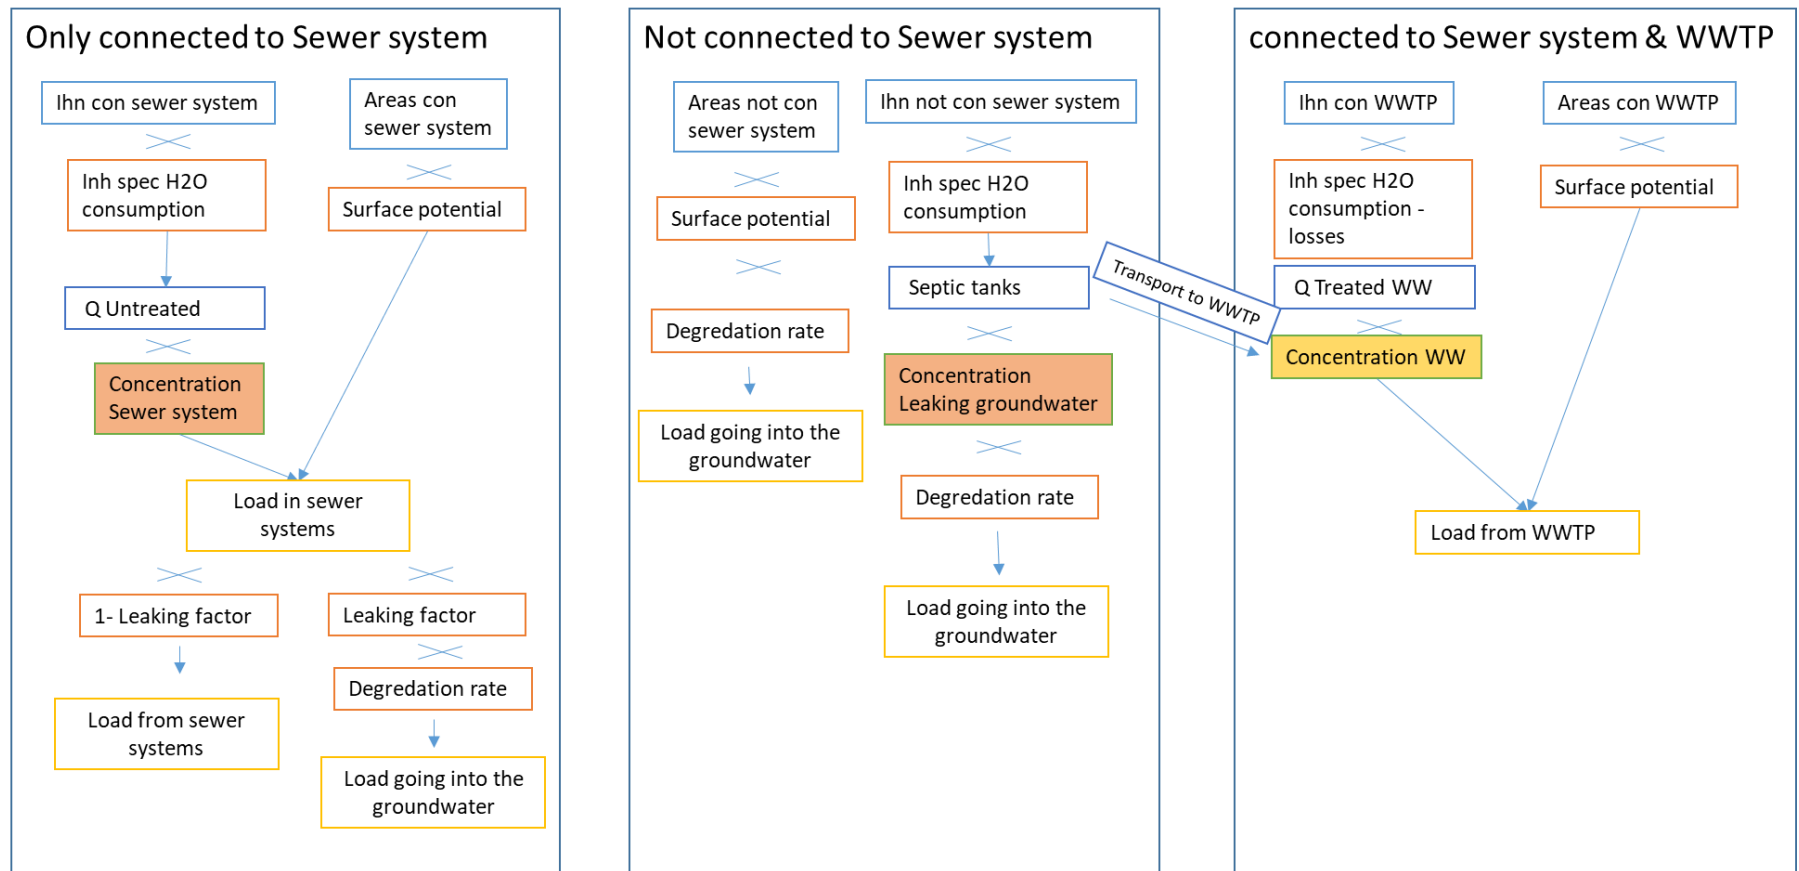 Only connected to Sewer system
Ihn con sewer system
Areas con
sewer system
Inh spec H2O
consumption
Surface potential
Q Untreated
Concentration
Sewer system
Load in sewer
systems
1- Leaking factor
Leaking factor
Degredation rate
Load from sewer
systems
Load going into the
groundwater
Not connected to Sewer system
Areas not con
sewer system
Ihn not con sewer system
Surface potential
Inh spec H2O
consumption
Septic tanks
Transport to WWTP
Degredation rate
Concentration
Leaking groundwater
Load going into the
groundwater
Degredation rate
Load going into the
groundwater
connected to Sewer system & WWTP
Ihn con WWTP
Areas con WWTP
Inh spec H2O
consumption -
losses
Surface potential
Q Treated WW
Concentration WW
Load from WWTP